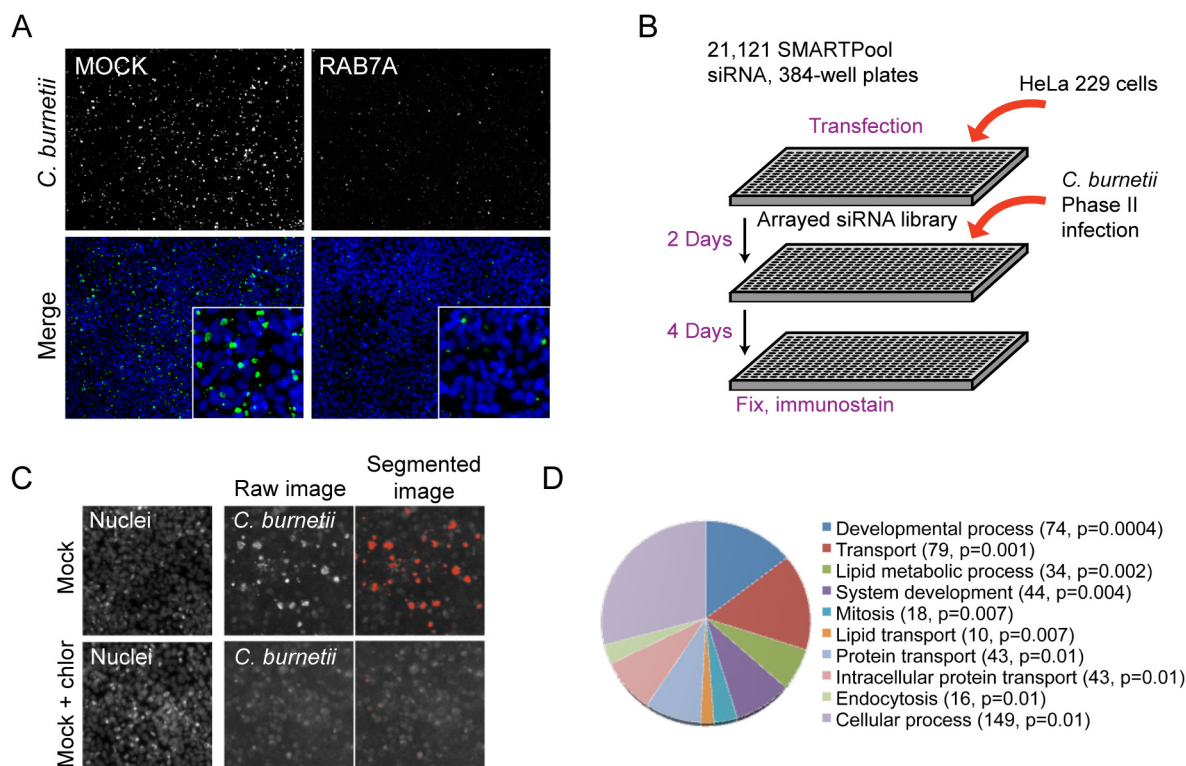 A
MOCK
RAB7A
C. burnetii
Merge
B
21,121 SMARTPool
siRNA, 384-well plates
HeLa 229 cells
Transfection
C. burnetii
Phase II
infection
Arrayed siRNA library
2 Days
4 Days
Fix, immunostain
C
Raw image
Segmented
image
Mock
Nuclei
C. burnetii
Mock + chlor
Nuclei
C. burnetii
D
Developmental process (74, p=0.0004)
Transport (79, p=0.001)
Lipid metabolic process (34, p=0.002)
System development (44, p=0.004)
Mitosis (18, p=0.007)
Lipid transport (10, p=0.007)
Protein transport (43, p=0.01)
Intracellular protein transport (43, p=0.01)
Endocytosis (16, p=0.01)
Cellular process (149, p=0.01)